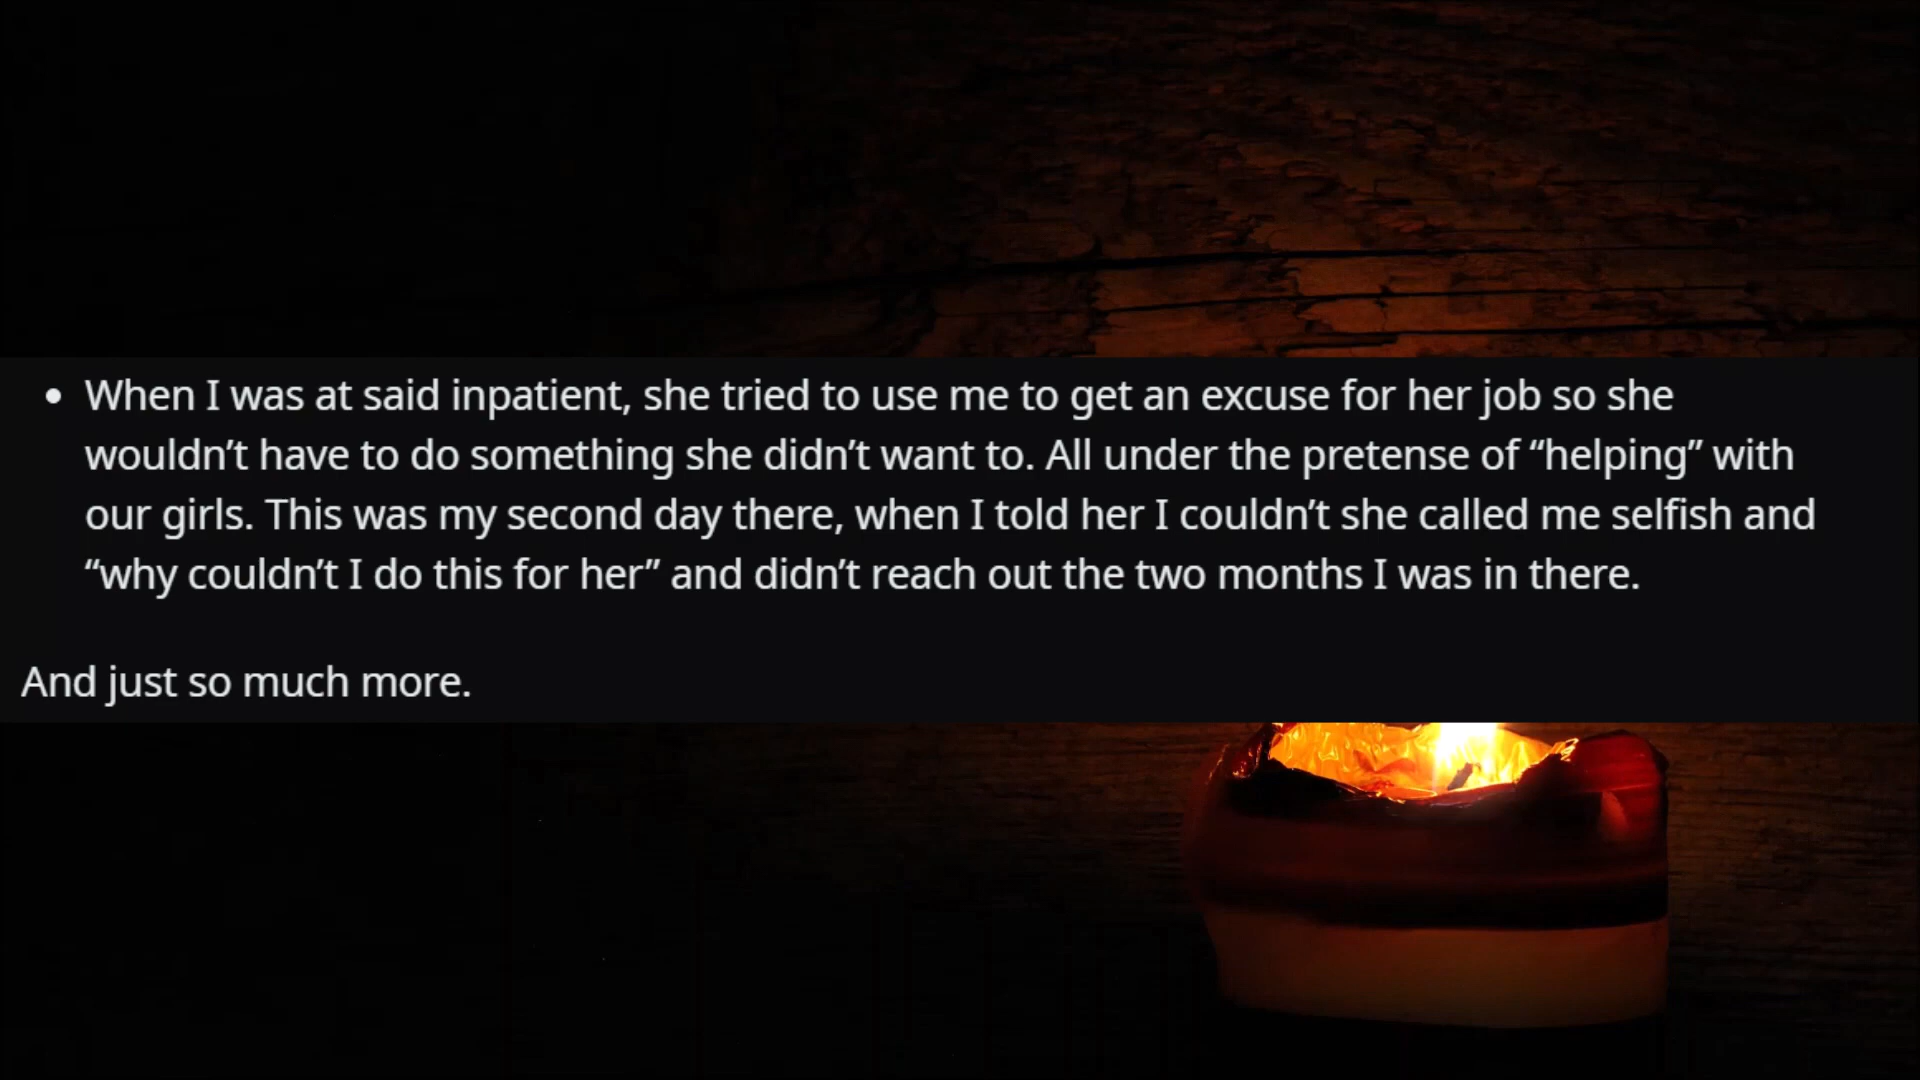 • When I was at said inpatient, she tried to use me to get an excuse for her job so she
wouldn’t have to do something she didn’t want to. All under the pretense of “helping” with
our girls. This was my second day there, when I told her I couldn’t she called me selfish and
“why couldn’t I do this for her” and didn’t reach out the two months I was in there.
And just so much more.